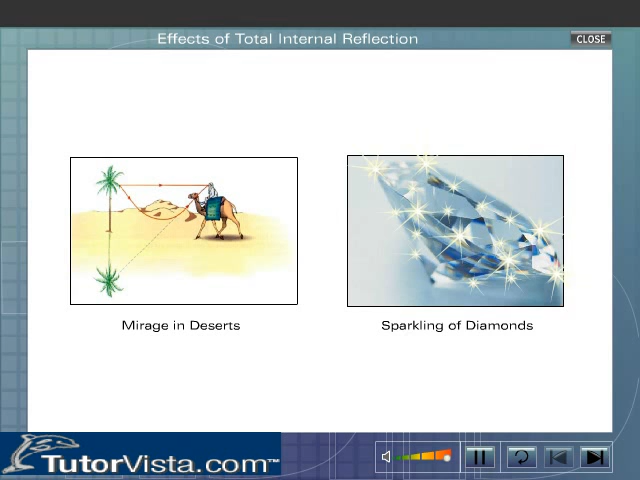 Effects of Total Internal Reflection
CLOSE
Mirage in Deserts
Sparkling of Diamonds
TutorVista.com™